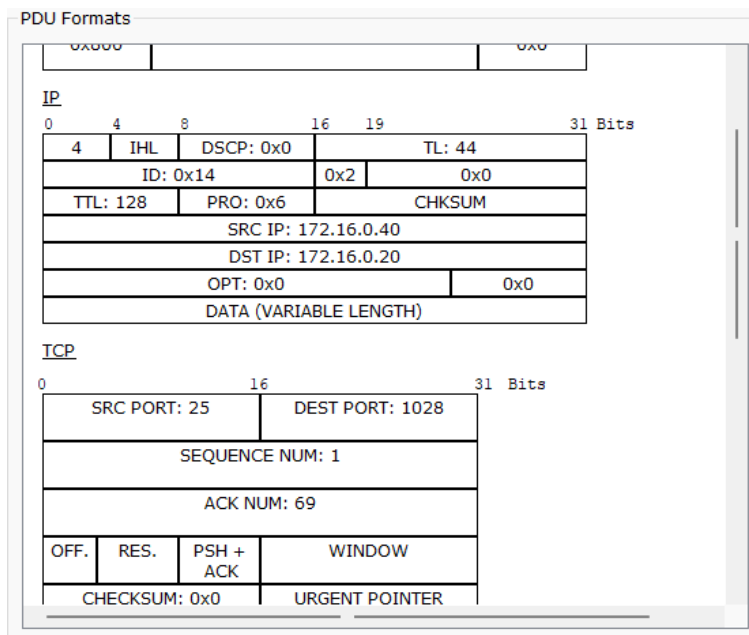 PDU Formats
0x800 0x0
IP
0 4 8 16 19 31 Bits
4 IHL DSCP: 0x0 TL: 44
ID: 0x14 0x2 0x0
TTL: 128 PRO: 0x6 CHKSUM
SRC IP: 172.16.0.40
DST IP: 172.16.0.20
OPT: 0x0 0x0
DATA (VARIABLE LENGTH)
TCP
0 16 31 Bits
SRC PORT: 25 DEST PORT: 1028
SEQUENCE NUM: 1
ACK NUM: 69
OFF. RES. PSH + ACK WINDOW
CHECKSUM: 0x0 URGENT POINTER